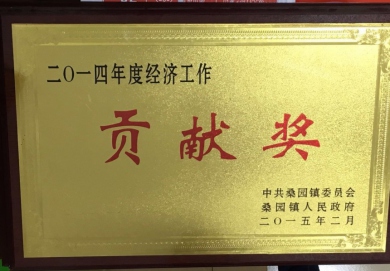 二〇一四年度经济工作
贡献奖
中共桑园镇委员会
桑园镇人民政府
二〇一五年二月